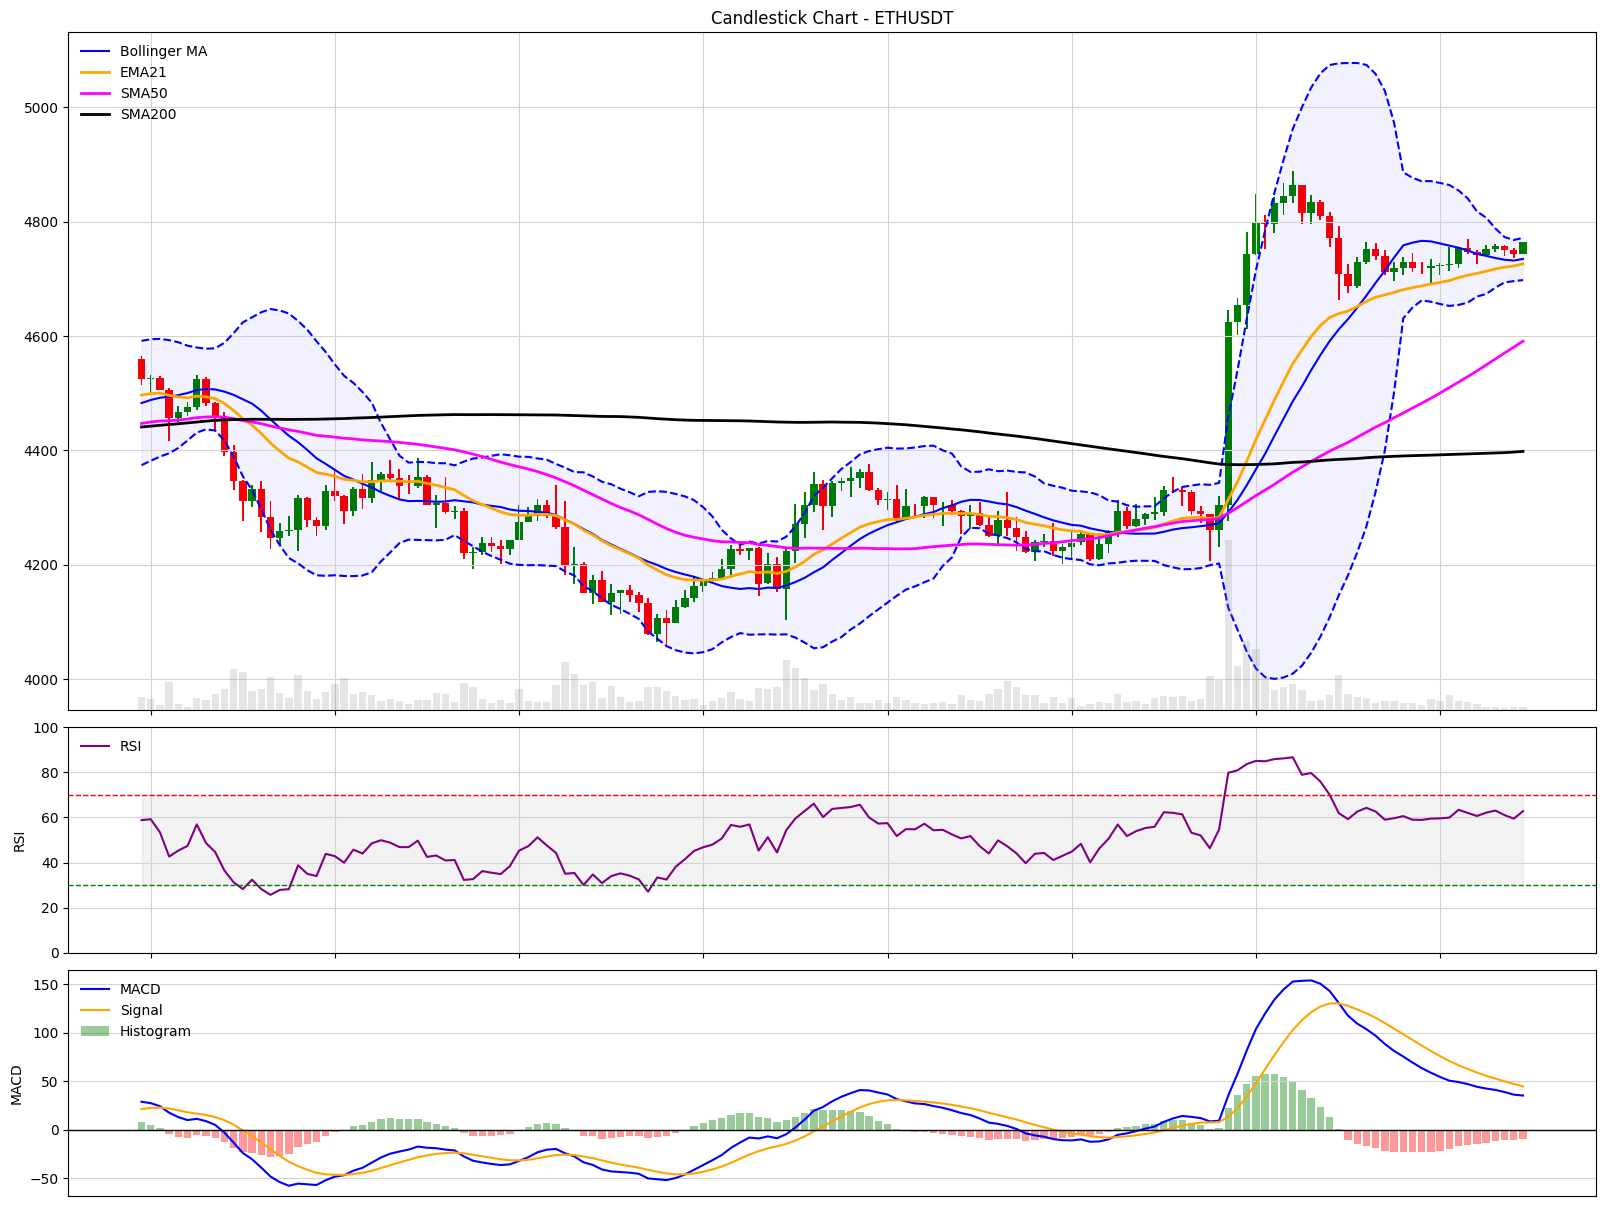 Candlestick Chart - ETHUSDT
Bollinger MA
EMA21
SMA50
SMA200
5000
4800
4600
4400
4200
4000
RSI
100
80
60
40
20
0
RSI
MACD
Signal
Histogram
150
100
50
0
−50
MACD